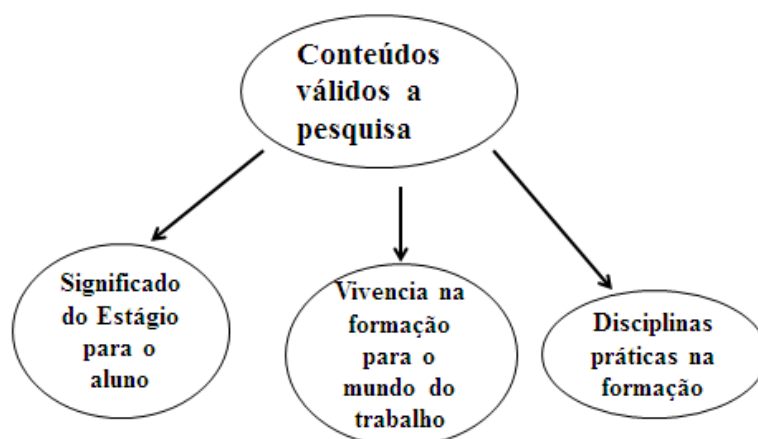 Conteúdos
válidos a
pesquisa
Significado
do Estágio
para o
aluno
Vivencia na
formação
para o
mundo do
trabalho
Disciplinas
práticas na
formação